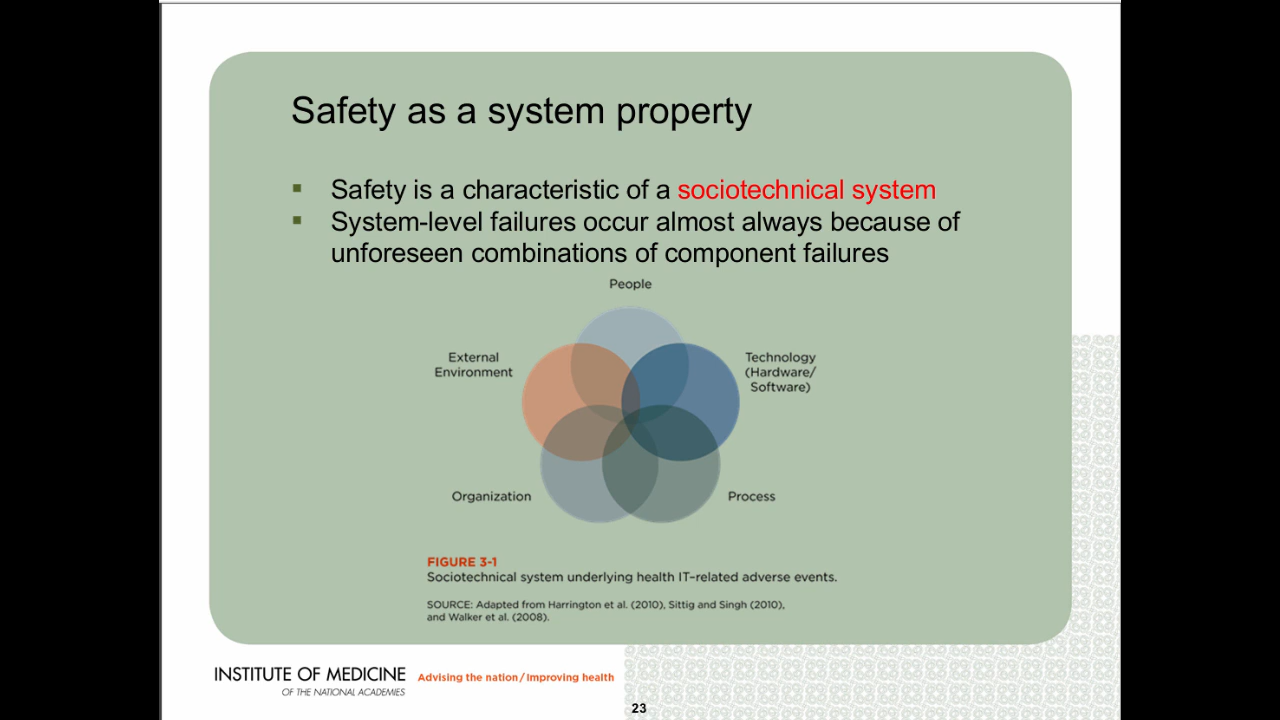 Safety as a system property
▪ Safety is a characteristic of a sociotechnical system
▪ System-level failures occur almost always because of
unforeseen combinations of component failures
People
External
Environment
Technology
(Hardware/
Software)
Organization
Process
FIGURE 3-1
Sociotechnical system underlying health IT–related adverse events.
SOURCE: Adapted from Harrington et al. (2010), Sittig and Singh (2010),
and Walker et al. (2008).
INSTITUTE OF MEDICINE
OF THE NATIONAL ACADEMIES
Advising the nation / Improving health
23